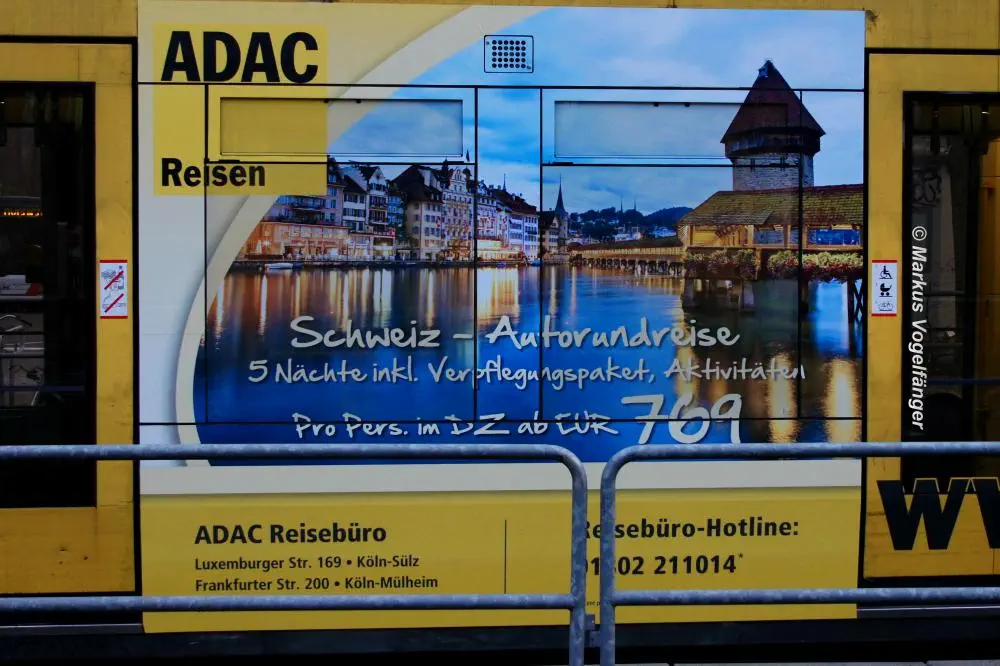 ADAC
Reisen
Schweiz - Autorundreise
5 Nächte inkl. Verpflegungspaket, Aktivitäten
Pro Pers. im DZ ab EUR 769
ADAC Reisebüro
Luxemburger Str. 169 • Köln-Sülz
Frankfurter Str. 200 • Köln-Mülheim
Reisebüro-Hotline:
211014*
© Markus Vogelfänger